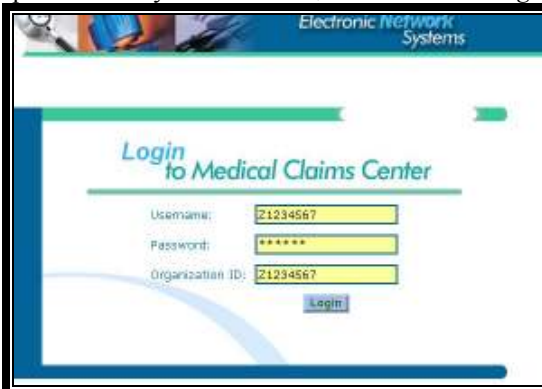 Electronic Network
Systems
Login
to Medical Claims Center
Username: Z1234567
Password: ******
Organization ID: Z1234567
Login